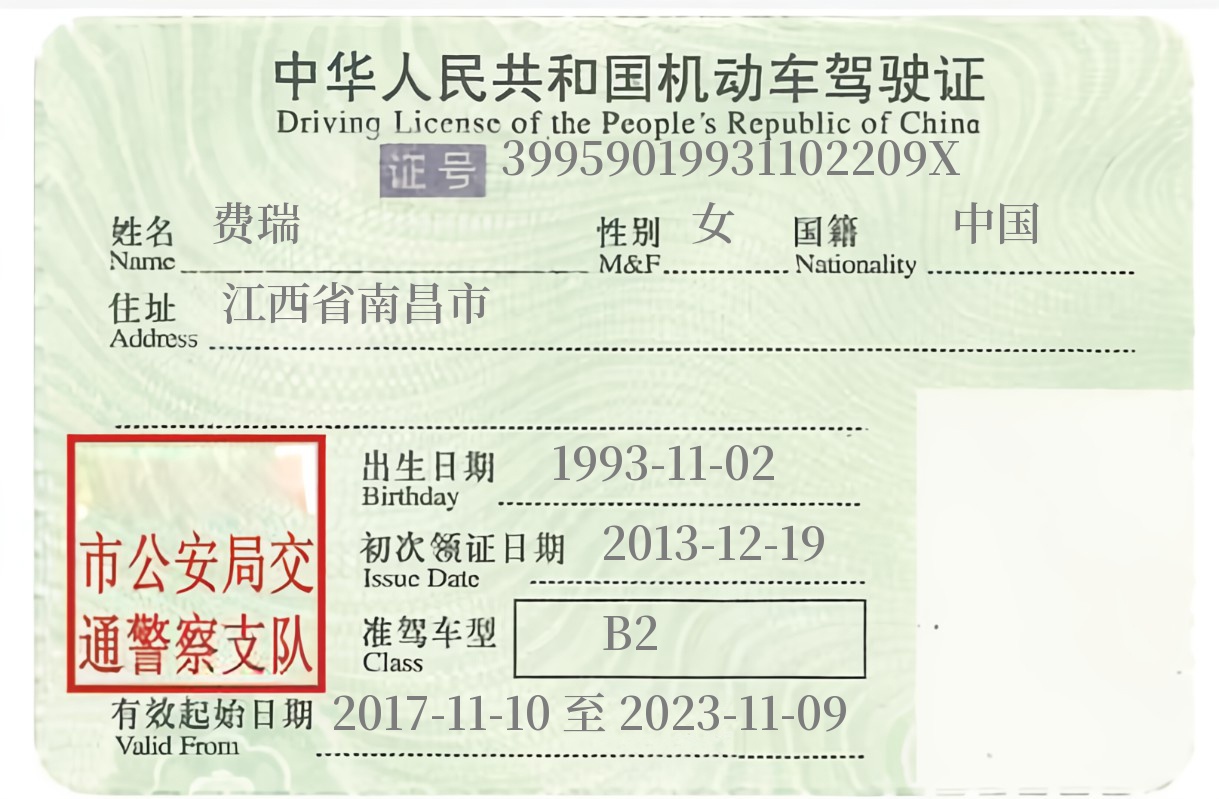 中华人民共和国机动车驾驶证
Driving License of the People's Republic of China
证号 39959019931102209X
姓名 费瑞 性别 女 国籍 中国
Name M&F Nationality
住址 江西省南昌市
Address
出生日期 1993-11-02
Birthday
初次领证日期 2013-12-19
Issue Date
市公安局交
通警察支队
准驾车型 B2
Class
有效起始日期 2017-11-10 至 2023-11-09
Valid From